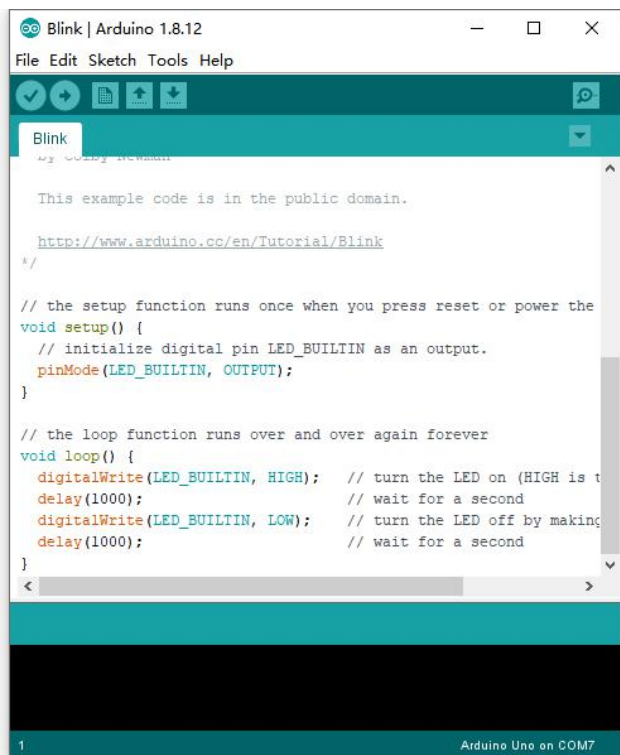 Blink | Arduino 1.8.12
File Edit Sketch Tools Help
Blink
by Colby Newman
This example code is in the public domain.
http://www.arduino.cc/en/Tutorial/Blink
*/
// the setup function runs once when you press reset or power the
void setup() {
// initialize digital pin LED_BUILTIN as an output.
pinMode(LED_BUILTIN, OUTPUT);
}
// the loop function runs over and over again forever
void loop() {
digitalWrite(LED_BUILTIN, HIGH); // turn the LED on (HIGH is t
delay(1000); // wait for a second
digitalWrite(LED_BUILTIN, LOW); // turn the LED off by making
delay(1000); // wait for a second
}
1
Arduino Uno on COM7